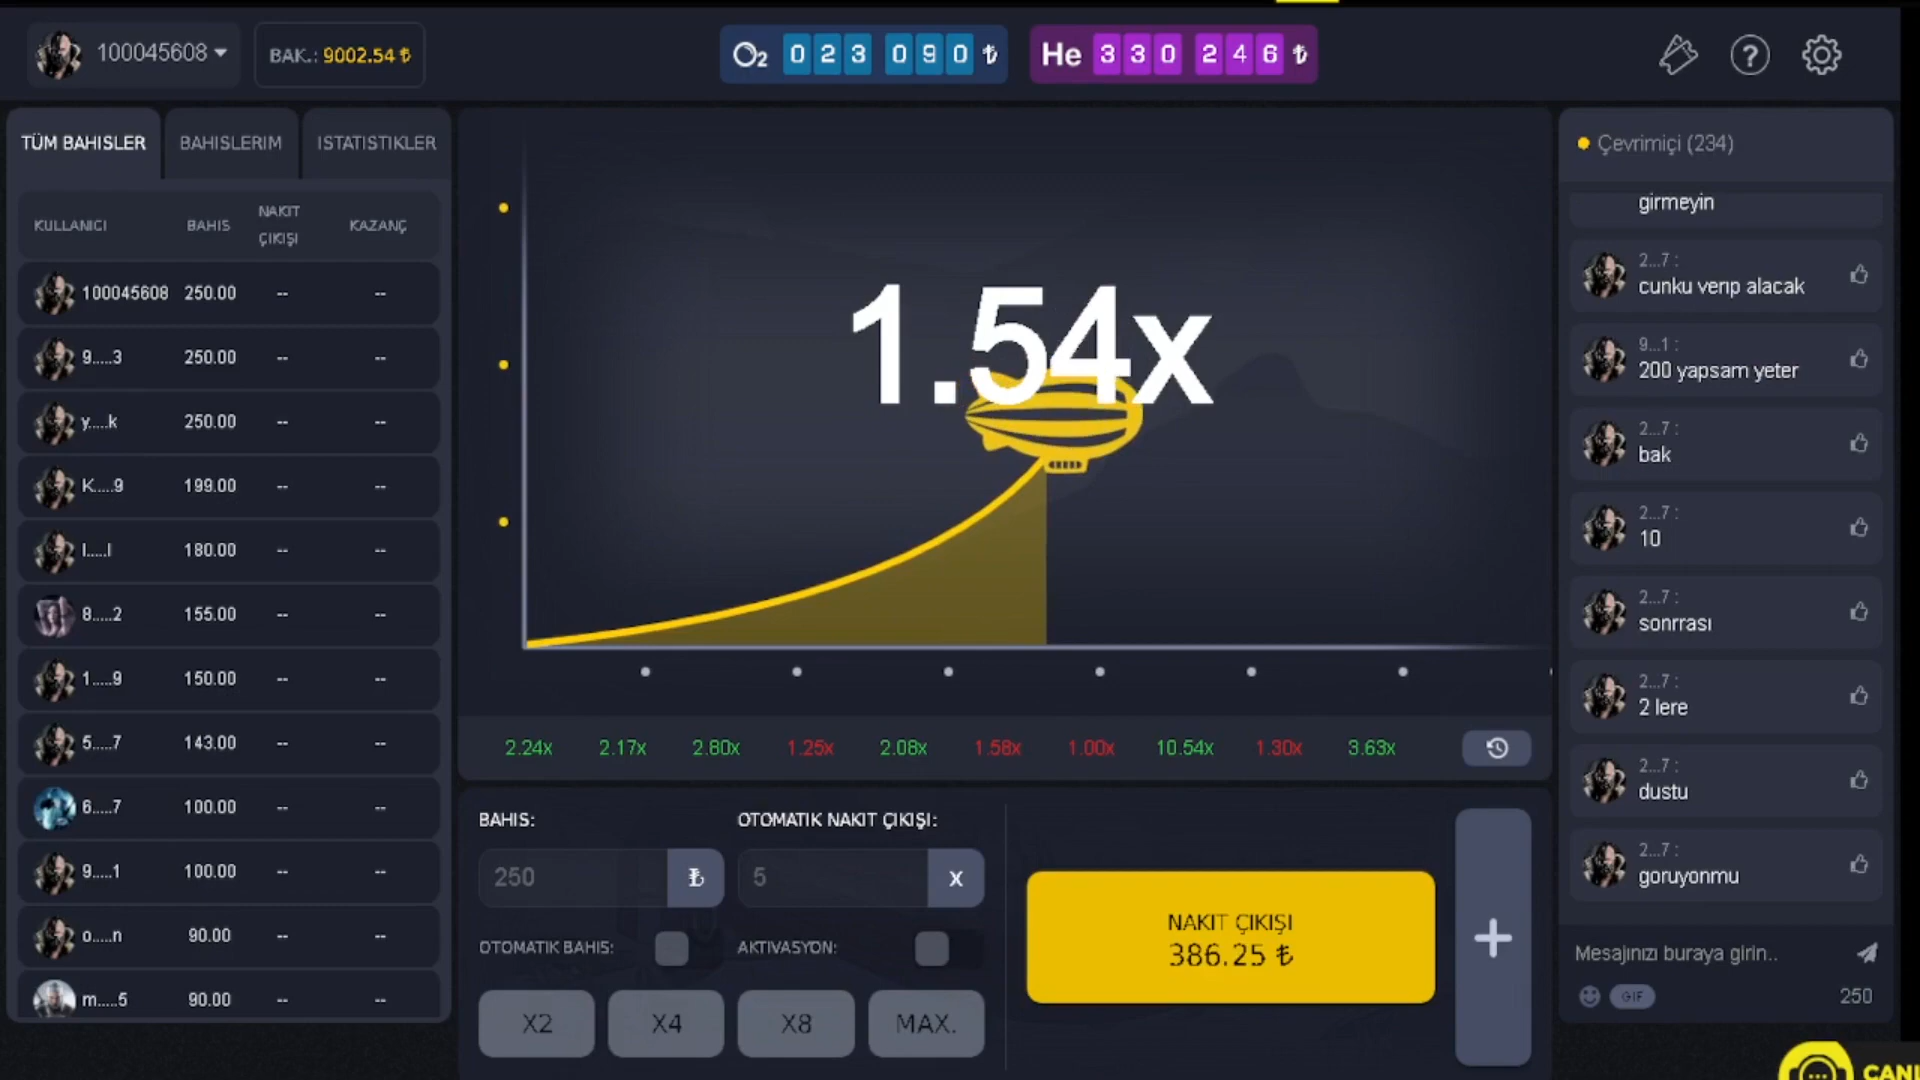 100045608
BAK.: 9002.54 ₺
O2 023 090 ₺
He 330 246 ₺
?
TÜM BAHISLER
BAHISLERIM
ISTATISTIKLER
KULLANICI BAHIS NAKIT ÇIKIŞI KAZANÇ
100045608 250.00 -- --
9.....3 250.00 -- --
y.....k 250.00 -- --
K.....9 199.00 -- --
l.....l 180.00 -- --
8.....2 155.00 -- --
1.....9 150.00 -- --
5.....7 143.00 -- --
6.....7 100.00 -- --
9.....1 100.00 -- --
o.....n 90.00 -- --
m.....5 90.00 -- --
1.54x
2.24x 2.17x 2.80x 1.25x 2.08x 1.58x 1.00x 10.54x 1.30x 3.63x
BAHIS:
250 ₺
OTOMATIK NAKIT ÇIKIŞI:
5 x
OTOMATIK BAHIS:
AKTIVASYON:
X2 X4 X8 MAX.
NAKIT ÇIKIŞI
386.25 ₺
+
Çevrimiçi (234)
girmeyin
2...7 :
cunku verıp alacak
9...1 :
200 yapsam yeter
2...7 :
bak
2...7 :
10
2...7 :
sonrrası
2...7 :
2 lere
2...7 :
dustu
2...7 :
goruyonmu
Mesajınızı buraya girin..
GIF
250
CANL